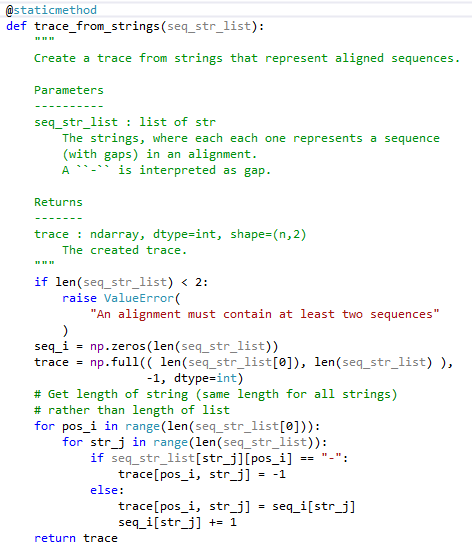 @staticmethod
def trace_from_strings(seq_str_list):
    """
    Create a trace from strings that represent aligned sequences.

    Parameters
    ----------
    seq_str_list : list of str
        The strings, where each each one represents a sequence
        (with gaps) in an alignment.
        A ``-`` is interpreted as gap.

    Returns
    -------
    trace : ndarray, dtype=int, shape=(n,2)
        The created trace.
    """
    if len(seq_str_list) < 2:
        raise ValueError(
            "An alignment must contain at least two sequences"
        )
    seq_i = np.zeros(len(seq_str_list))
    trace = np.full(( len(seq_str_list[0]), len(seq_str_list) ),
                    -1, dtype=int)
    # Get length of string (same length for all strings)
    # rather than length of list
    for pos_i in range(len(seq_str_list[0])):
        for str_j in range(len(seq_str_list)):
            if seq_str_list[str_j][pos_i] == "-":
                trace[pos_i, str_j] = -1
            else:
                trace[pos_i, str_j] = seq_i[str_j]
                seq_i[str_j] += 1
    return trace